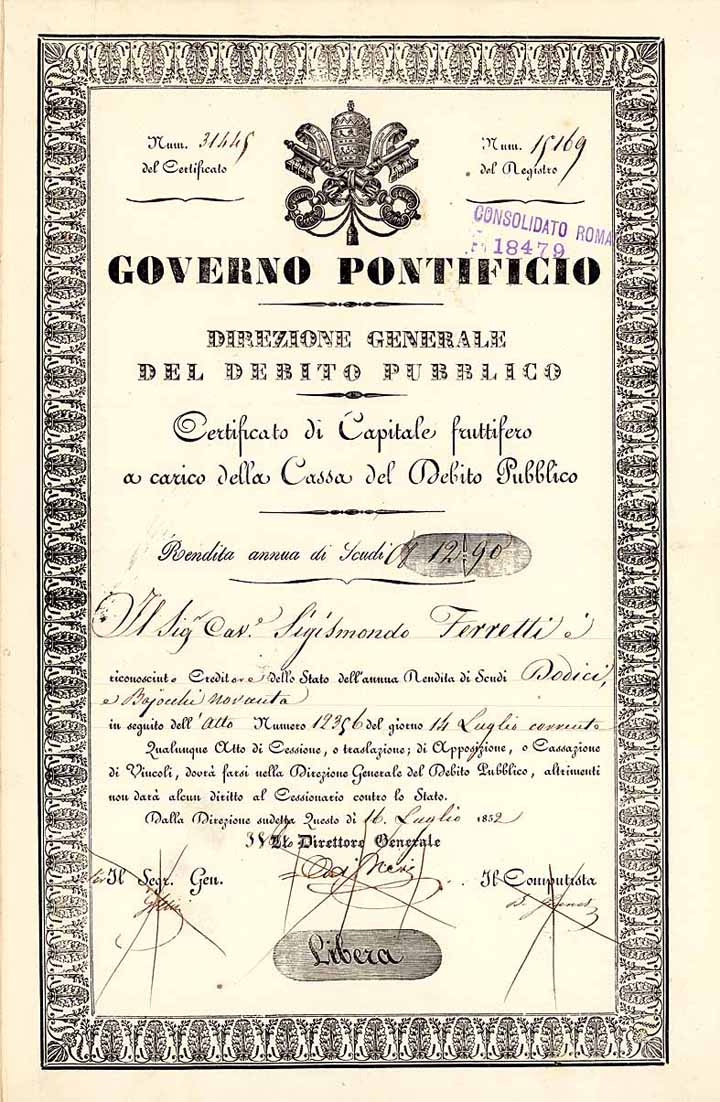 Num. 31445
del Certificato
Num. 15169
del Registro
CONSOLIDATO ROMA
18479
GOVERNO PONTIFICIO
DIREZIONE GENERALE
DEL DEBITO PUBBLICO
Certificato di Capitale fruttifero
a carico della Cassa del Debito Pubblico
Rendita annua di Scudi 12:90
Il Sigr Cav.e Sigismondo Ferretti è
riconosciuto Creditore dello Stato dell'annua Rendita di Scudi Dodici,
e Bajocchi novanta
in seguito dell'Atto Numero 12356 del giorno 14 Luglio corrente
Qualunque Atto di Cessione, o traslazione; di Apposizione, o Cassazione
di Vincoli, dovrà farsi nella Direzione Generale del Debito Pubblico, altrimenti
non darà alcun diritto al Cessionario contro lo Stato.
Dalla Direzione sudetta Questo dì 16. Luglio 1852
Il Direttore Generale
Il Segr. Gen.
Il Computista
Libera